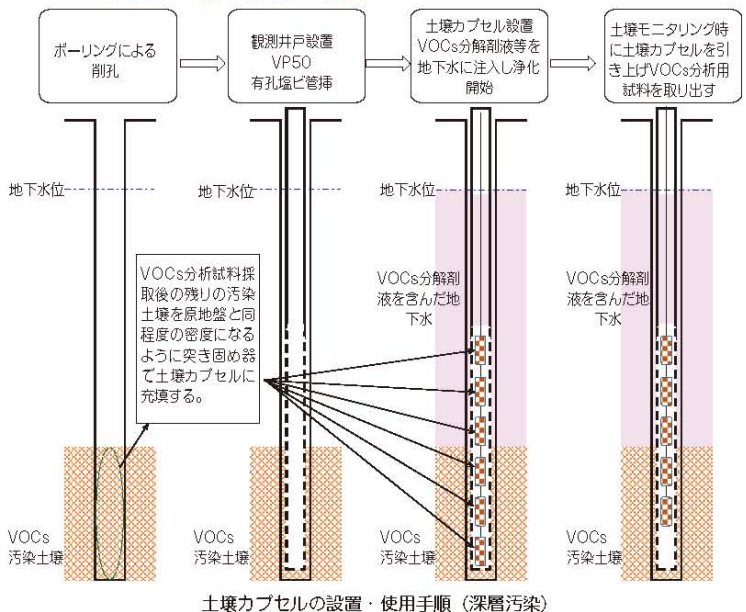 ボーリングによる
削孔
観測井戸設置
VP50
有孔塩ビ管挿
土壌カプセル設置
VOCs分解剤液等を
地下水に注入し浄化
開始
土壌モニタリング時
に土壌カプセルを引
き上げVOCs分析用
試料を取り出す
地下水位
地下水位
地下水位
地下水位
VOCs分析試料採
取後の残りの汚染
土壌を原地盤と同
程度の密度になる
ように突き固め器
で土壌カプセルに
充填する。
VOCs分解剤
液を含んだ地
下水
VOCs分解剤
液を含んだ地
下水
VOCs
汚染土壌
VOCs
汚染土壌
VOCs
汚染土壌
VOCs
汚染土壌
土壌カプセルの設置・使用手順（深層汚染）